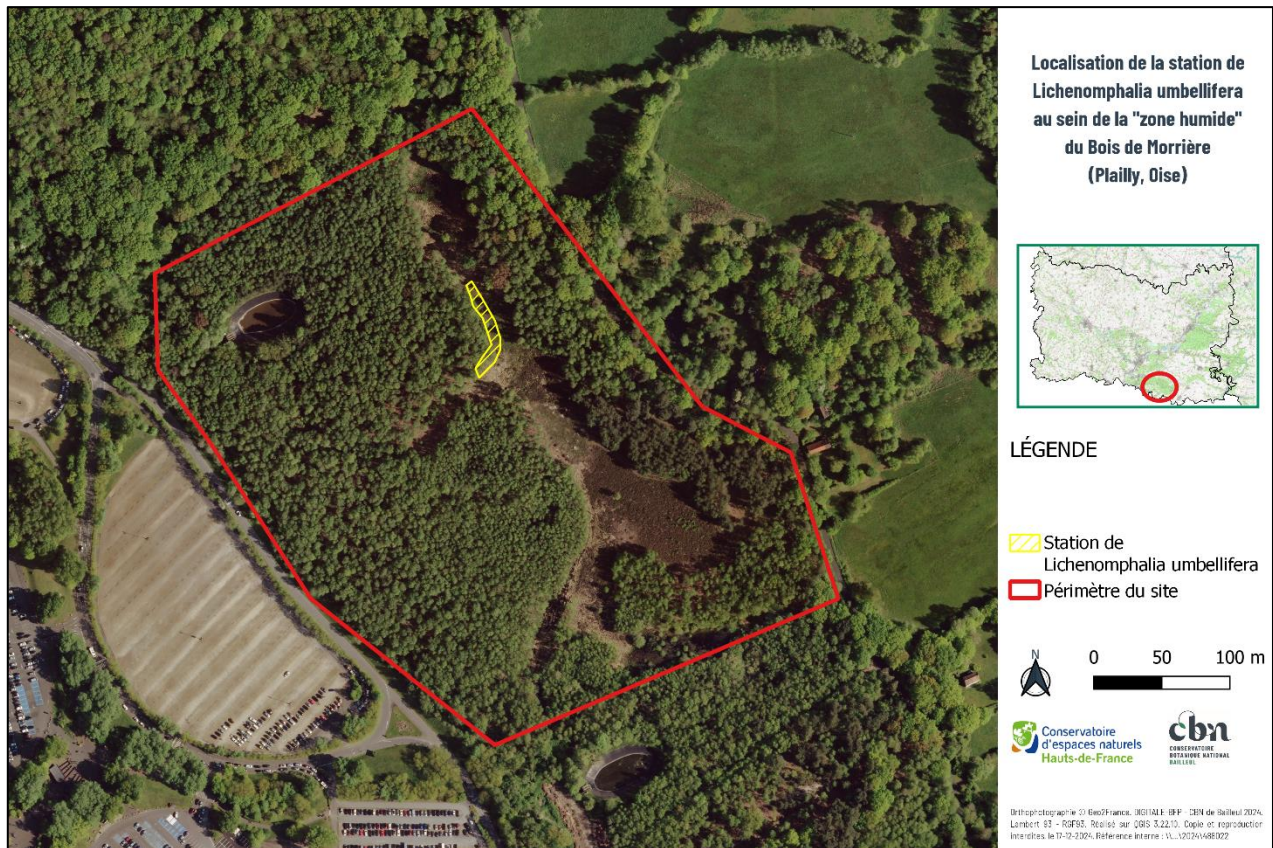 Localisation de la station de
Lichenomphalia umbellifera
au sein de la "zone humide"
du Bois de Morrière
(Plailly, Oise)
LÉGENDE
Station de
Lichenomphalia umbellifera
Périmètre du site
N
0 50 100 m
Conservatoire
d'espaces naturels
Hauts-de-France
cbn
CONSERVATOIRE
BOTANIQUE NATIONAL
BAILLEUL
Orthophotographie © Geo2France. DIGITALE BFP - CBN de Bailleul 2024.
Lambert 93 - RGF93. Réalisé sur QGIS 3.22.10. Copie et reproduction
interdites. le 17-12-2024. Réference interne : \\...\2024\488022